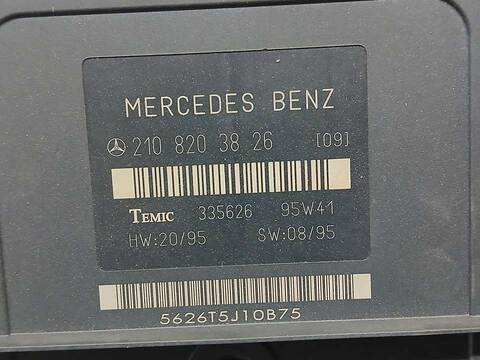 MERCEDES BENZ
210 820 38 26 [09]
TEMIC 335626 95W41
HW:20/95 SW:08/95
5626T5J10B75